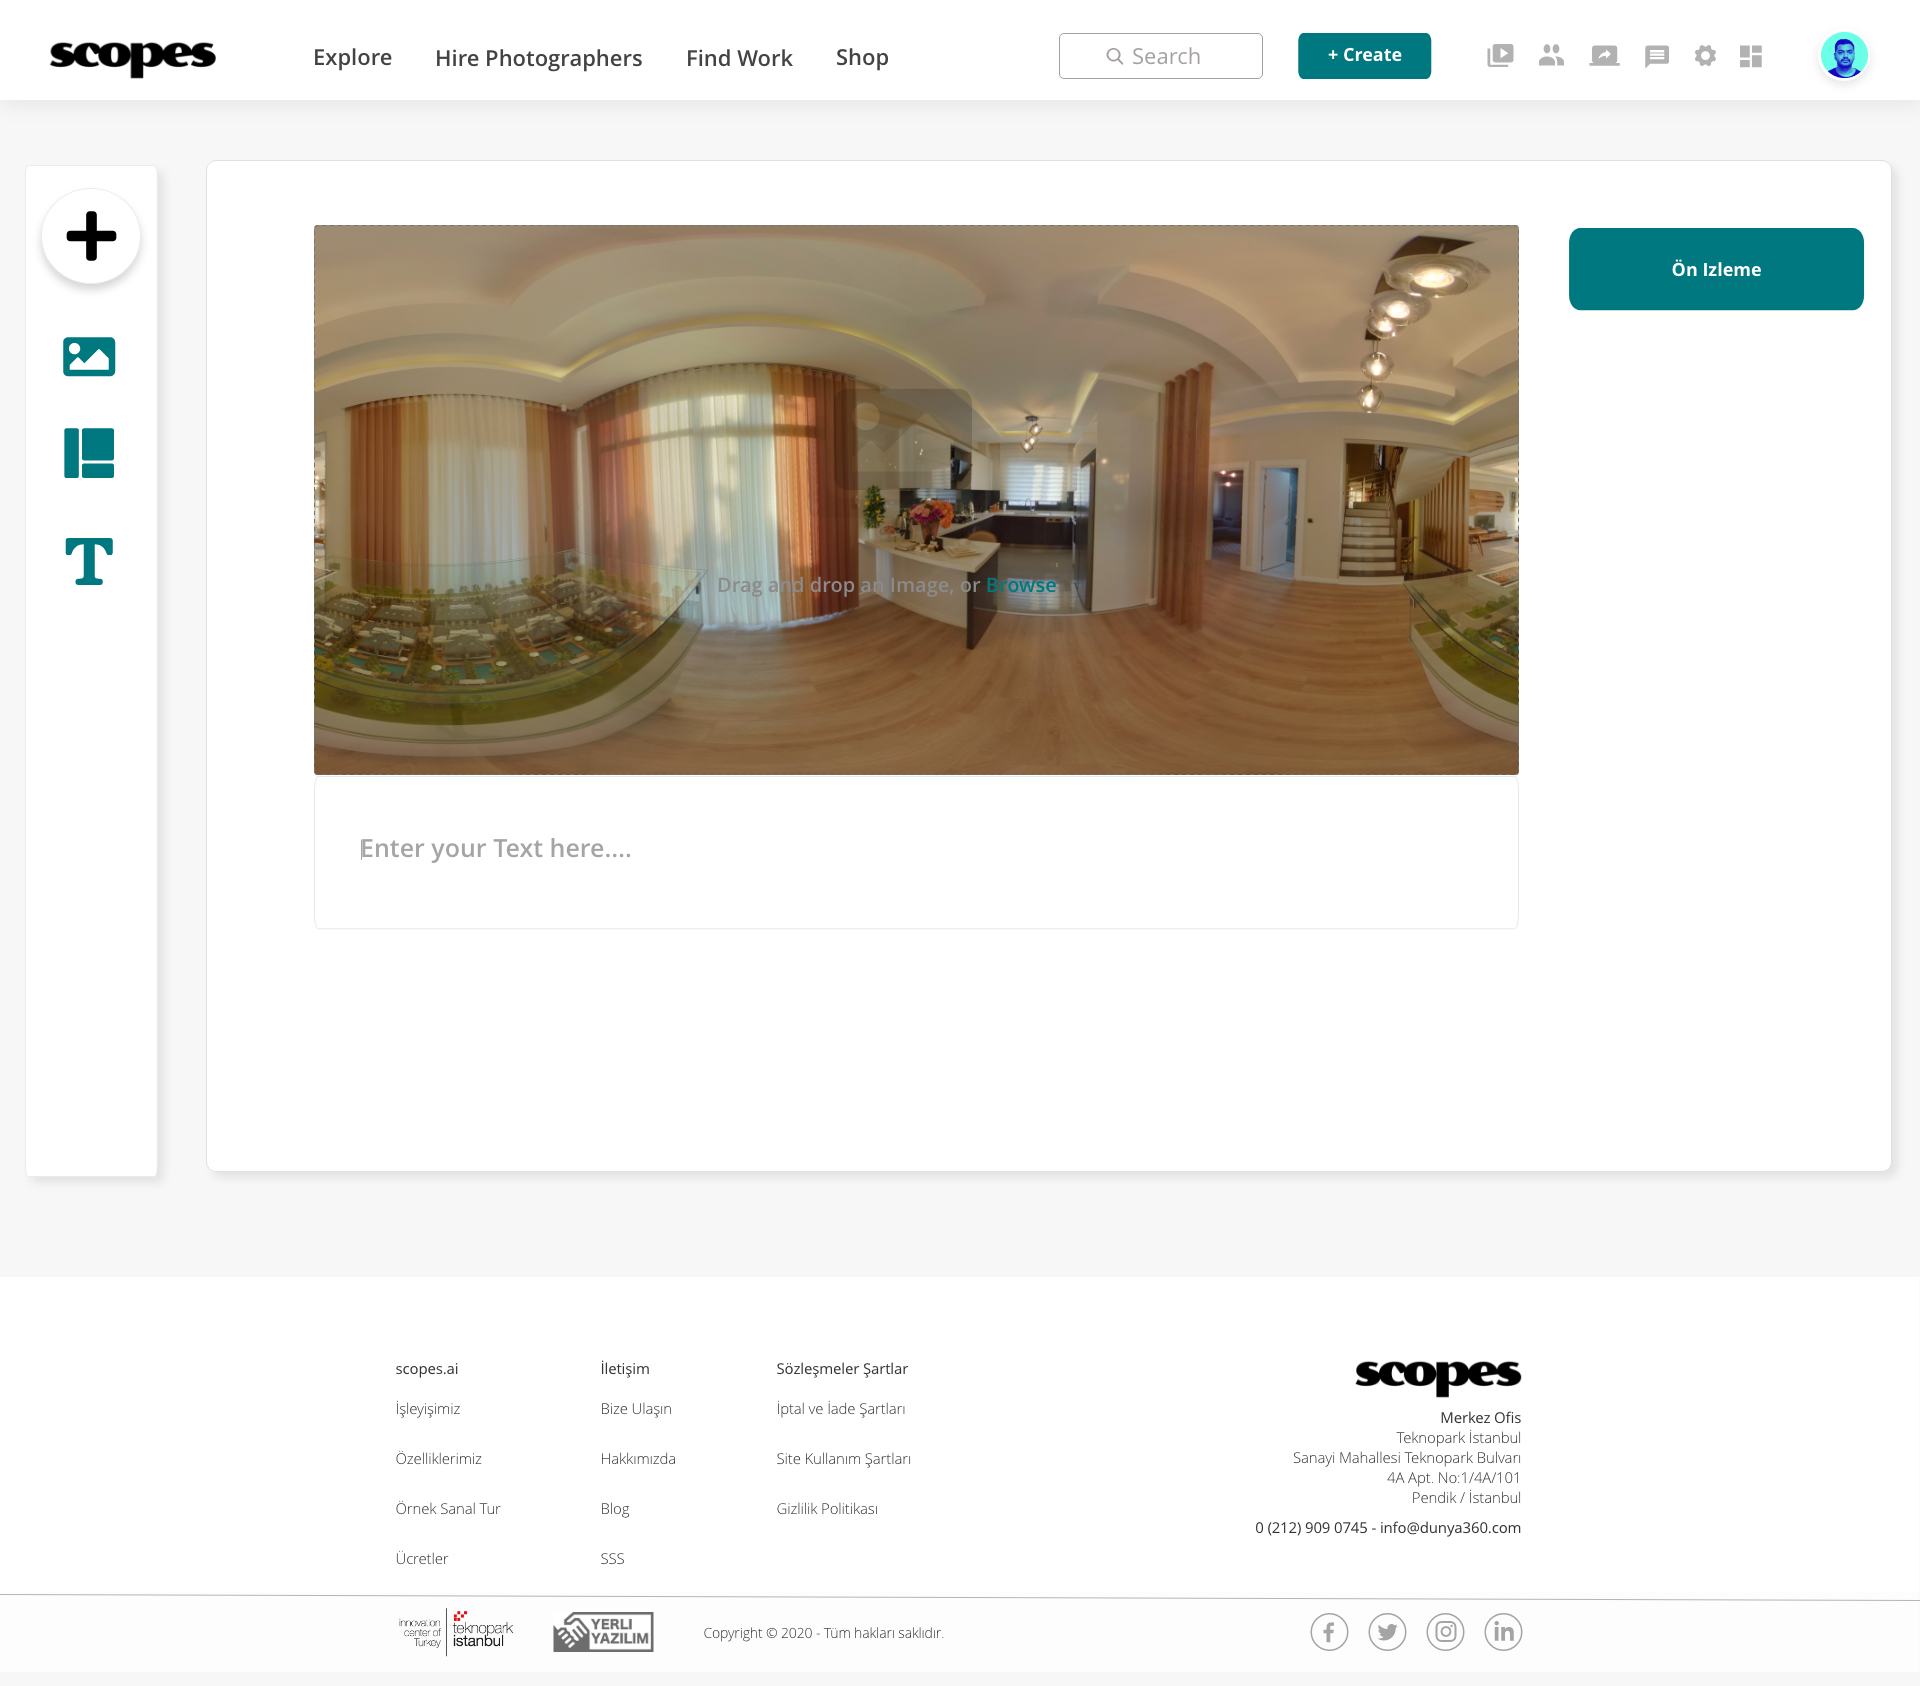 scopes
Explore
Hire Photographers
Find Work
Shop
Search
+ Create
Ön Izleme
Drag and drop an Image, or Browse
Enter your Text here....
scopes.ai
İşleyişimiz
Özelliklerimiz
Örnek Sanal Tur
Ücretler
İletişim
Bize Ulaşın
Hakkımızda
Blog
SSS
Sözleşmeler Şartlar
İptal ve İade Şartları
Site Kullanım Şartları
Gizlilik Politikası
scopes
Merkez Ofis
Teknopark İstanbul
Sanayi Mahallesi Teknopark Bulvarı
4A Apt. No:1/4A/101
Pendik / İstanbul
0 (212) 909 0745 - info@dunya360.com
innovation
center of
Turkey
teknopark
istanbul
YERLİ
YAZILIM
Copyright © 2020 - Tüm hakları saklıdır.